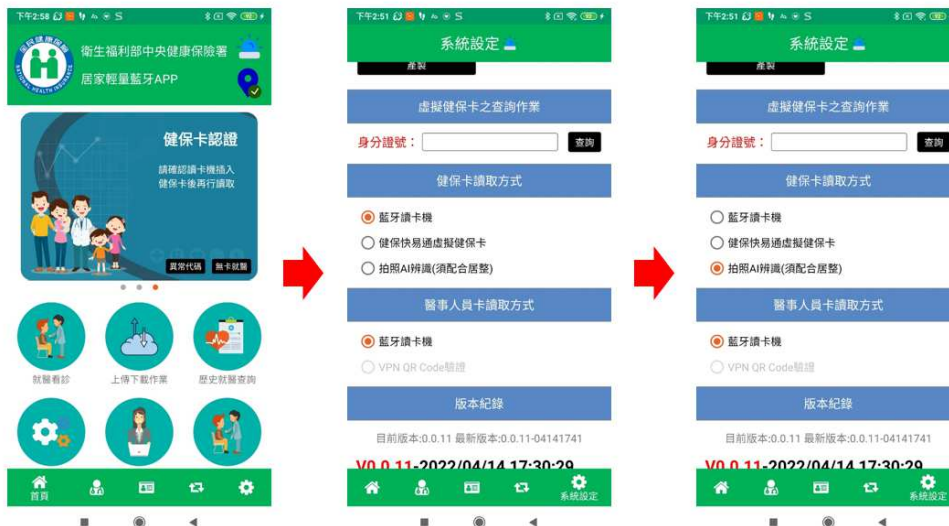 下午2:58
衛生福利部中央健康保險署
居家輕量藍牙APP
全民健康保險
NATIONAL HEALTH INSURANCE
健保卡認證
請確認讀卡機插入
健保卡後再行讀取
異常代碼
無卡就醫
就醫看診
上傳下載作業
歷史就醫查詢
首頁
下午2:51
系統設定
產製
虛擬健保卡之查詢作業
身分證號：
查詢
健保卡讀取方式
藍牙讀卡機
健保快易通虛擬健保卡
拍照AI辨識(須配合居整)
醫事人員卡讀取方式
藍牙讀卡機
VPN QR Code驗證
版本紀錄
目前版本:0.0.11 最新版本:0.0.11-04141741
V0.0.11-2022/04/14 17:30:29
系統設定
下午2:51
系統設定
產製
虛擬健保卡之查詢作業
身分證號：
查詢
健保卡讀取方式
藍牙讀卡機
健保快易通虛擬健保卡
拍照AI辨識(須配合居整)
醫事人員卡讀取方式
藍牙讀卡機
VPN QR Code驗證
版本紀錄
目前版本:0.0.11 最新版本:0.0.11-04141741
V0.0.11-2022/04/14 17:30:29
系統設定